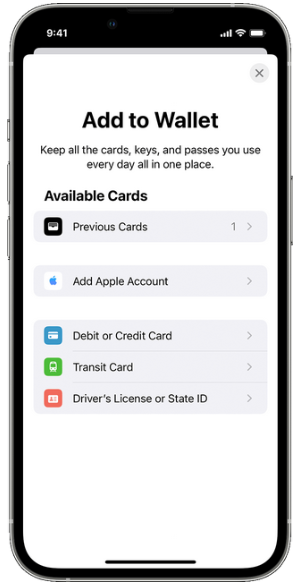 9:41
Add to Wallet
Keep all the cards, keys, and passes you use
every day all in one place.
Available Cards
Previous Cards 1
Add Apple Account
Debit or Credit Card
Transit Card
Driver's License or State ID